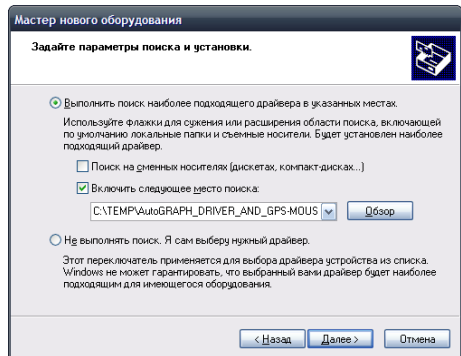 Мастер нового оборудования
Задайте параметры поиска и установки.
Выполнить поиск наиболее подходящего драйвера в указанных местах.
Используйте флажки для сужения или расширения области поиска, включающей
по умолчанию локальные папки и съемные носители. Будет установлен наиболее
подходящий драйвер.
Поиск на сменных носителях (дискетах, компакт-дисках...)
Включить следующее место поиска:
C:\TEMP\AutoGRAPH_DRIVER_AND_GPS-MOUS
Обзор
Не выполнять поиск. Я сам выберу нужный драйвер.
Этот переключатель применяется для выбора драйвера устройства из списка.
Windows не может гарантировать, что выбранный вами драйвер будет наиболее
подходящим для имеющегося оборудования.
< Назад
Далее >
Отмена